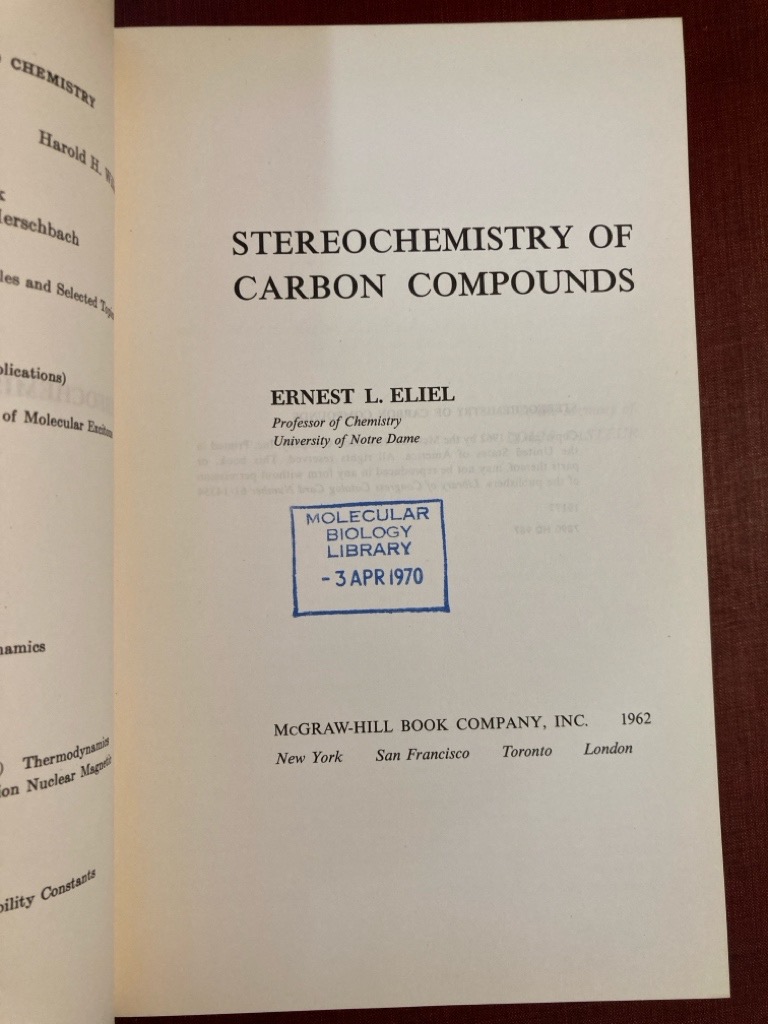 CHEMISTRY
Harold H.
erschbach
les and Selected
lications)
of Molecular
namics
) Thermodynamics
ion Nuclear Magnetic
bility Constants
STEREOCHEMISTRY OF
CARBON COMPOUNDS
ERNEST L. ELIEL
Professor of Chemistry
University of Notre Dame
MOLECULAR
BIOLOGY
LIBRARY
- 3 APR 1970
McGRAW-HILL BOOK COMPANY, INC. 1962
New York San Francisco Toronto London